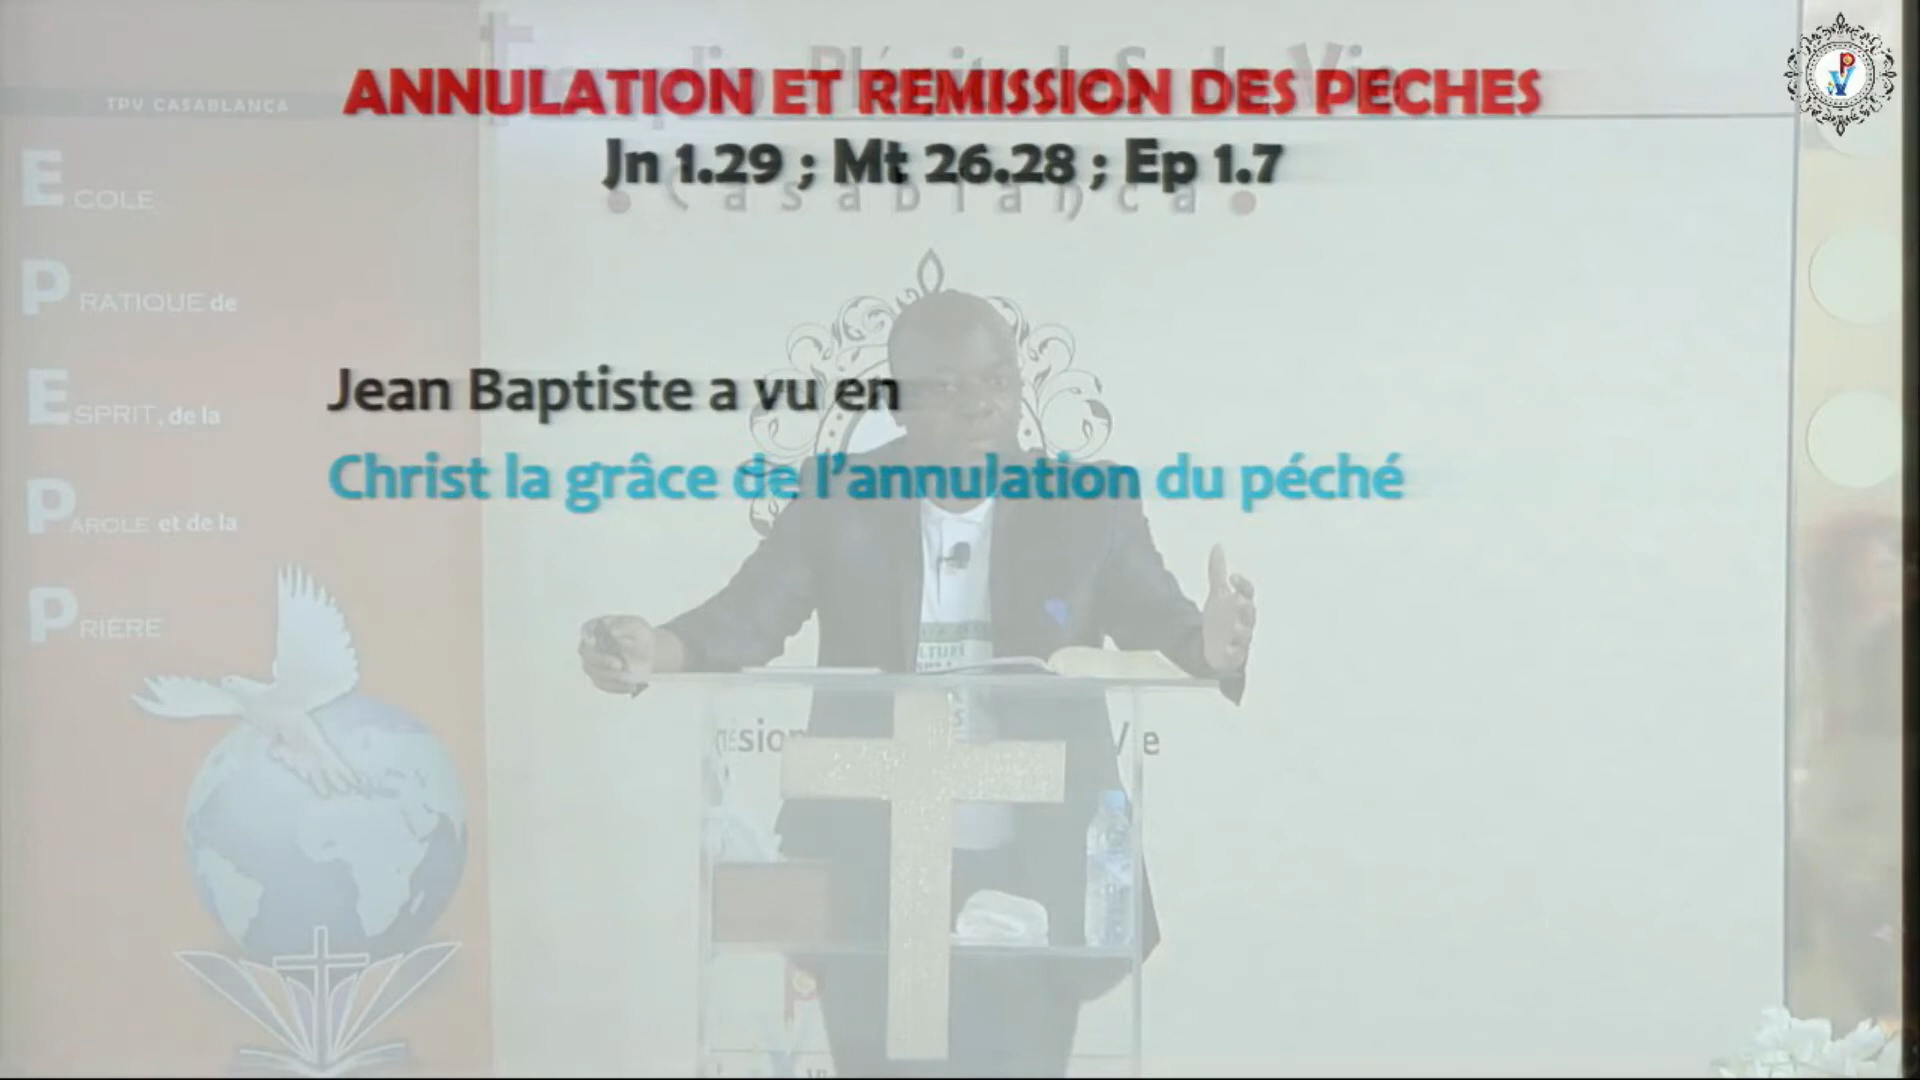 ANNULATION ET REMISSION DES PECHES
Jn 1.29 ; Mt 26.28 ; Ep 1.7
Casablanca
TPV CASABLANCA
ECOLE
PRATIQUE de
ESPRIT, de la
PAROLE et de la
PRIERE
Jean Baptiste a vu en
Christ la grâce de l'annulation du péché